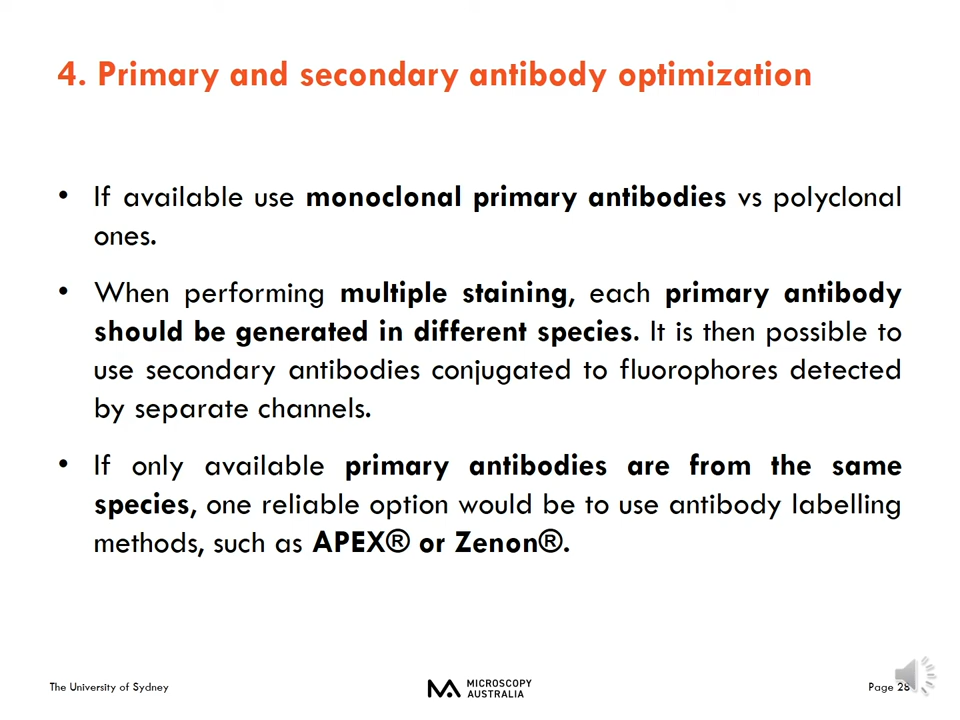 4. Primary and secondary antibody optimization
• If available use monoclonal primary antibodies vs polyclonal
ones.
• When performing multiple staining, each primary antibody
should be generated in different species. It is then possible to
use secondary antibodies conjugated to fluorophores detected
by separate channels.
• If only available primary antibodies are from the same
species, one reliable option would be to use antibody labelling
methods, such as APEX® or Zenon®.
The University of Sydney
MICROSCOPY
AUSTRALIA
Page 28